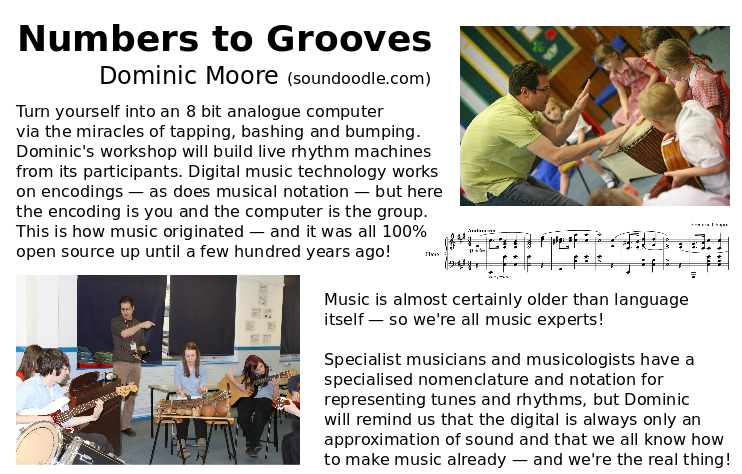 Numbers to Grooves
Dominic Moore (soundoodle.com)
Turn yourself into an 8 bit analogue computer
via the miracles of tapping, bashing and bumping.
Dominic's workshop will build live rhythm machines
from its participants. Digital music technology works
on encodings — as does musical notation — but here
the encoding is you and the computer is the group.
This is how music originated — and it was all 100%
open source up until a few hundred years ago!
Music is almost certainly older than language
itself — so we're all music experts!
Specialist musicians and musicologists have a
specialised nomenclature and notation for
representing tunes and rhythms, but Dominic
will remind us that the digital is always only an
approximation of sound and that we all know how
to make music already — and we're the real thing!